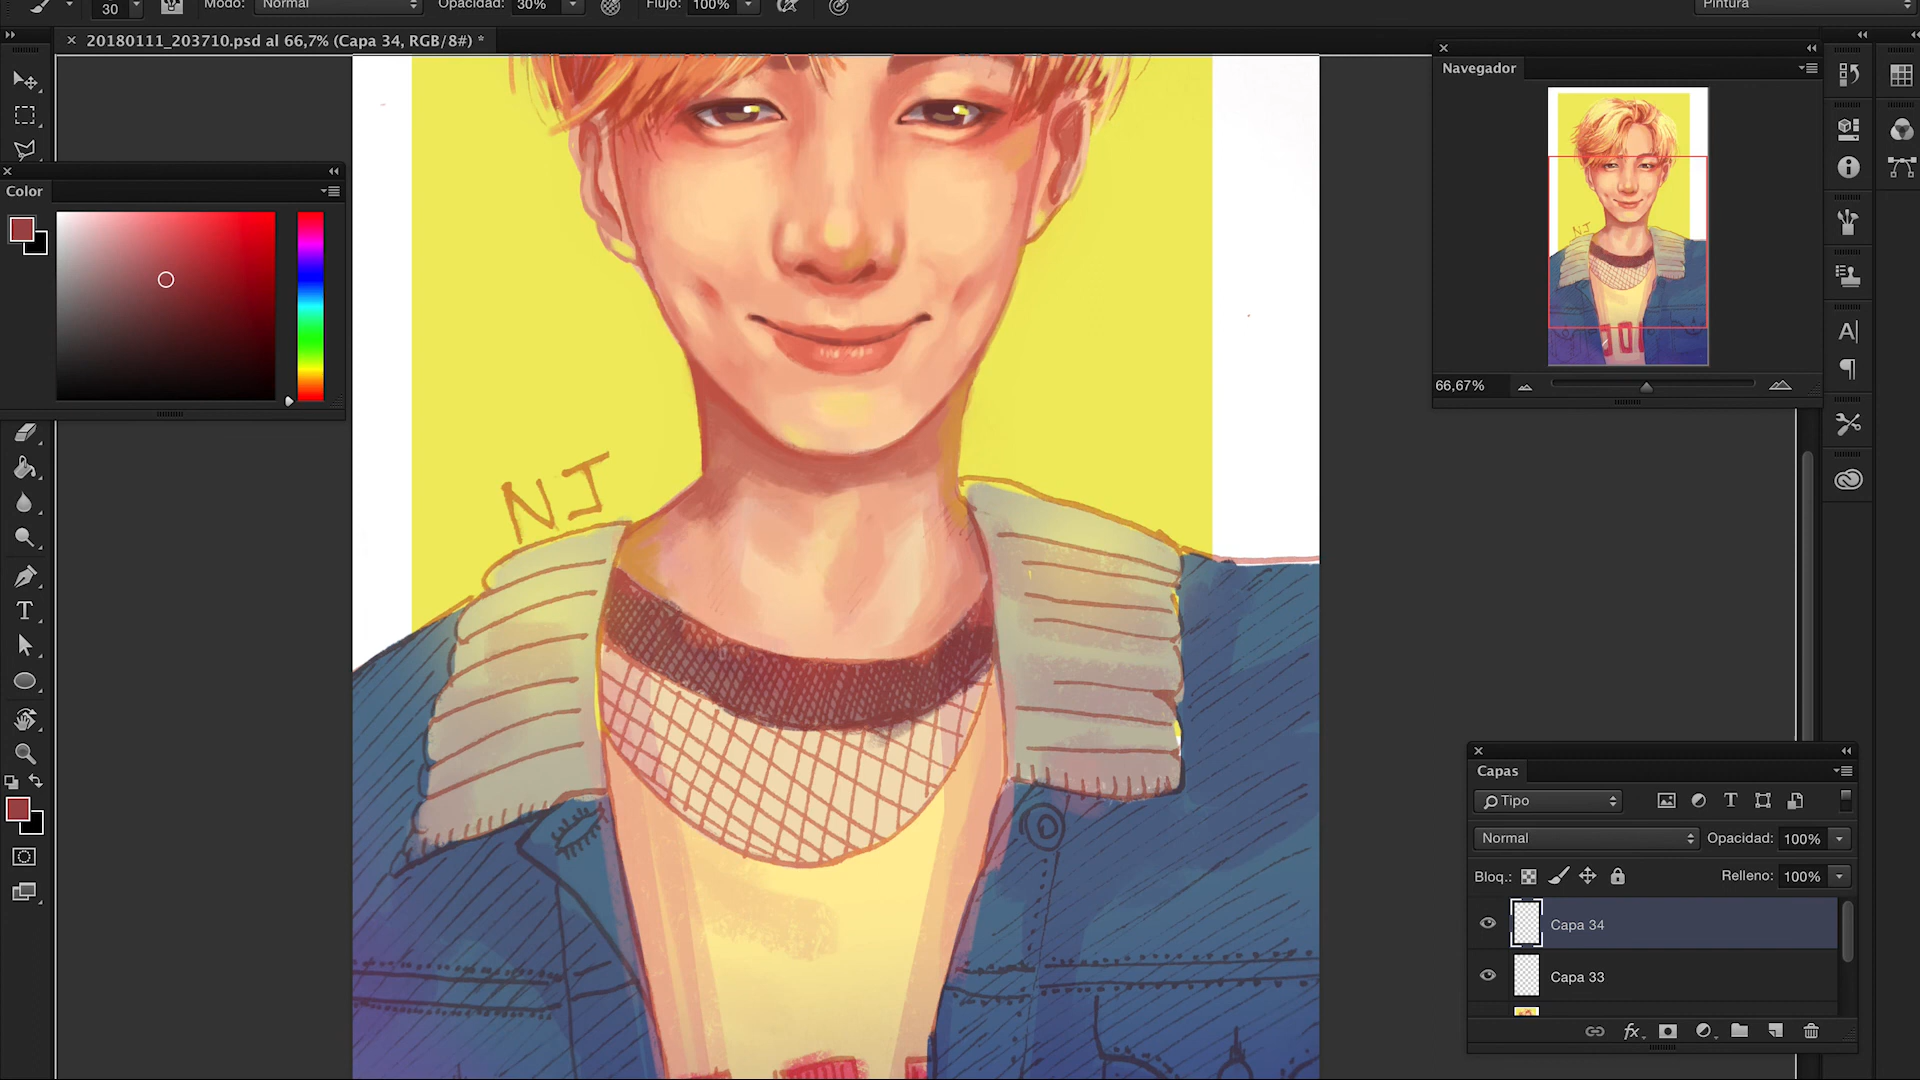 30
Modo:
Normal
Opacidad:
30%
Flujo:
100%
Pintura
20180111_203710.psd al 66,7% (Capa 34, RGB/8#) *
Navegador
Color
66,67%
NJ
T
A|
Capas
Tipo
T
Normal
Opacidad:
100%
Bloq.:
Relleno:
100%
Capa 34
Capa 33
fx